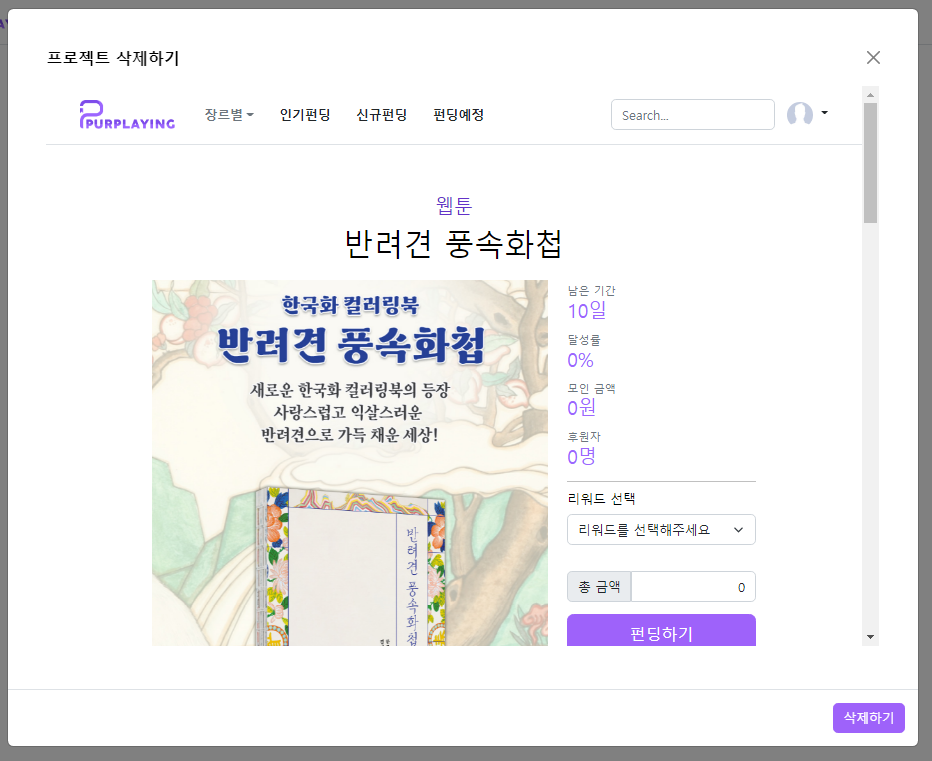 프로젝트 삭제하기
PURPLAYING
장르별
인기펀딩
신규펀딩
펀딩예정
Search...
웹툰
반려견 풍속화첩
한국화 컬러링북
반려견 풍속화첩
새로운 한국화 컬러링북의 등장
사랑스럽고 익살스러운
반려견으로 가득 채운 세상!
반려견 풍속화첩
남은 기간
10일
달성률
0%
모인 금액
0원
후원자
0명
리워드 선택
리워드를 선택해주세요
총 금액
0
펀딩하기
삭제하기